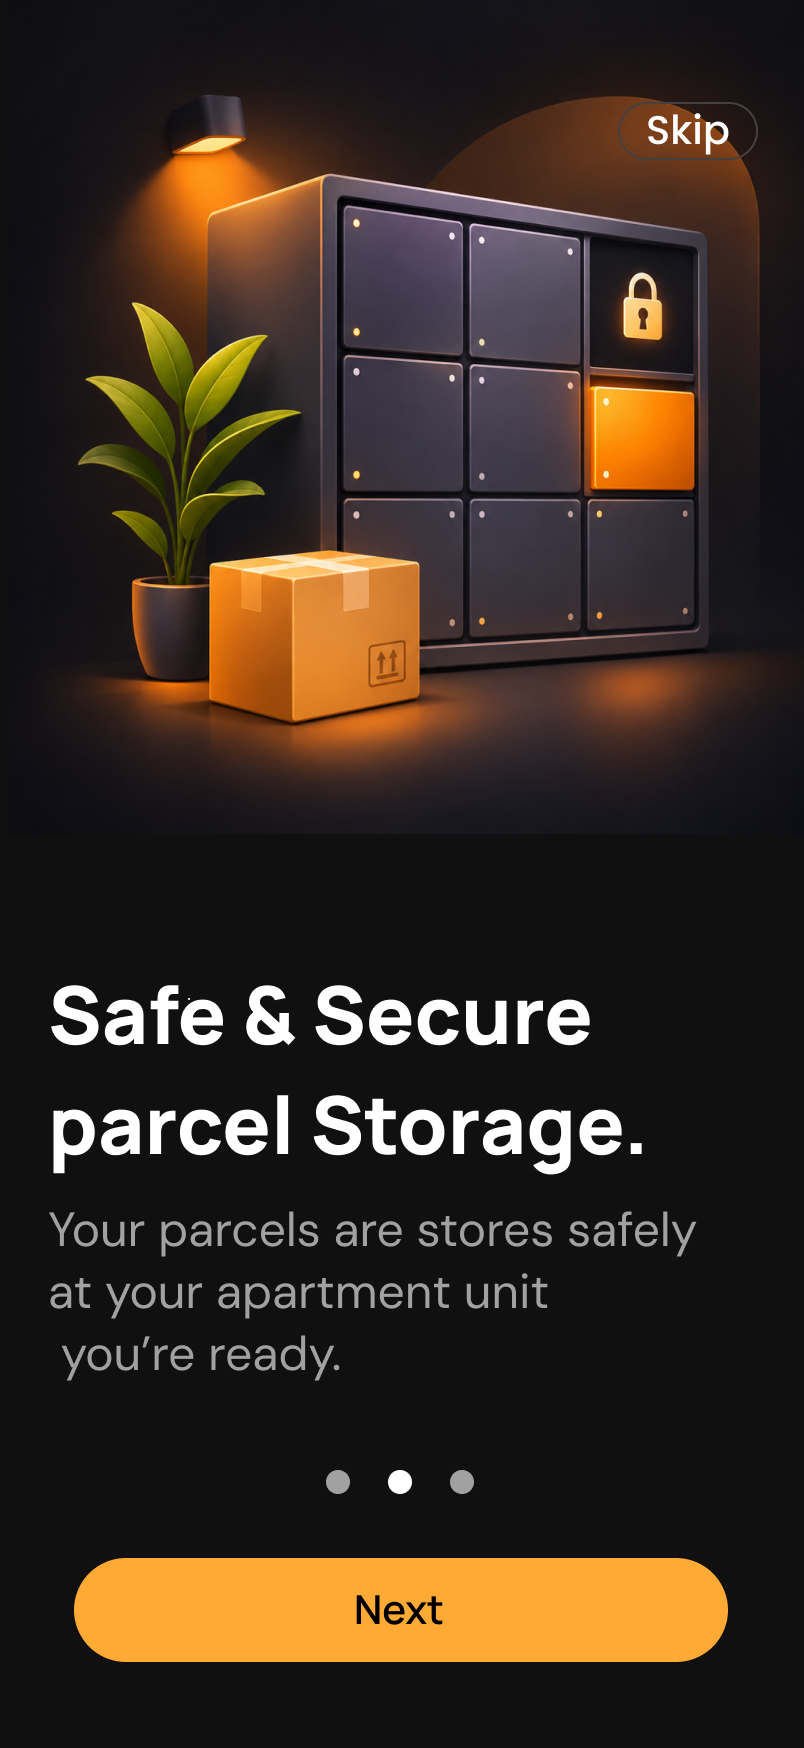 Skip
Safe & Secure
parcel Storage.
Your parcels are stores safely
at your apartment unit
you’re ready.
Next